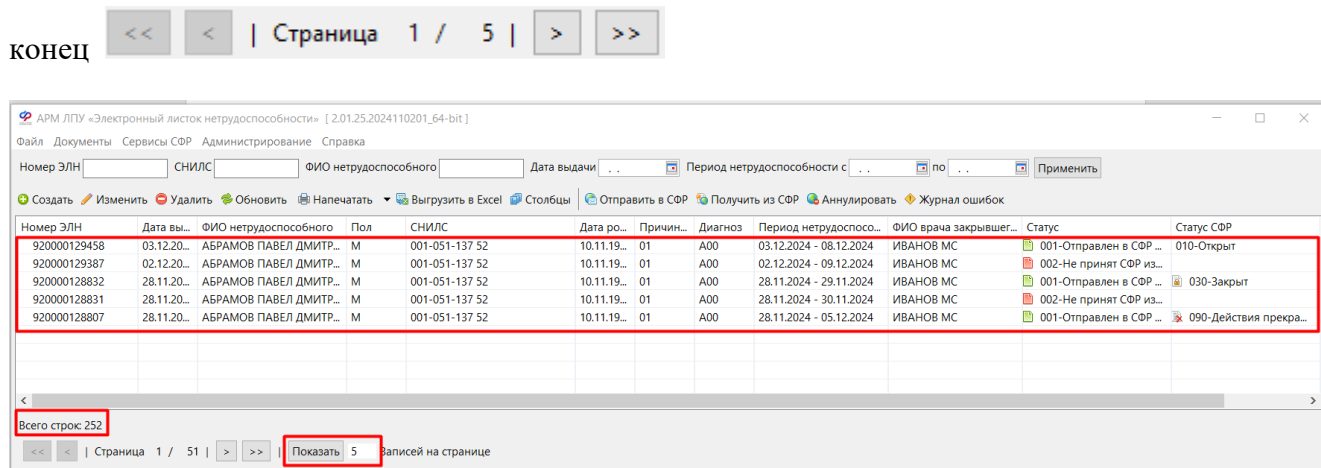 конец << < | Страница 1 / 5 | > >>
АРМ ЛПУ «Электронный листок нетрудоспособности» [ 2.01.25.2024110201_64-bit ]
Файл Документы Сервисы СФР Администрирование Справка
Номер ЭЛН СНИЛС ФИО нетрудоспособного Дата выдачи . . Период нетрудоспособности с . . по . . Применить
Создать Изменить Удалить Обновить Напечатать Выгрузить в Excel Столбцы Отправить в СФР Получить из СФР Аннулировать Журнал ошибок
Номер ЭЛН Дата вы... ФИО нетрудоспособного Пол СНИЛС Дата ро... Причин... Диагноз Период нетрудоспосо... ФИО врача закрывшег... Статус Статус СФР
920000129458 03.12.20... АБРАМОВ ПАВЕЛ ДМИТР... М 001-051-137 52 10.11.19... 01 A00 03.12.2024 - 08.12.2024 ИВАНОВ МС 001-Отправлен в СФР ... 010-Открыт
920000129387 02.12.20... АБРАМОВ ПАВЕЛ ДМИТР... М 001-051-137 52 10.11.19... 01 A00 02.12.2024 - 09.12.2024 ИВАНОВ МС 002-Не принят СФР из...
920000128832 28.11.20... АБРАМОВ ПАВЕЛ ДМИТР... М 001-051-137 52 10.11.19... 01 A00 28.11.2024 - 29.11.2024 ИВАНОВ МС 001-Отправлен в СФР ... 030-Закрыт
920000128831 28.11.20... АБРАМОВ ПАВЕЛ ДМИТР... М 001-051-137 52 10.11.19... 01 A00 28.11.2024 - 30.11.2024 ИВАНОВ МС 002-Не принят СФР из...
920000128807 28.11.20... АБРАМОВ ПАВЕЛ ДМИТР... М 001-051-137 52 10.11.19... 01 A00 28.11.2024 - 05.12.2024 ИВАНОВ МС 001-Отправлен в СФР ... 090-Действия прекра...
Всего строк: 252
<< < | Страница 1 / 51 | > >> | Показать 5 Записей на странице